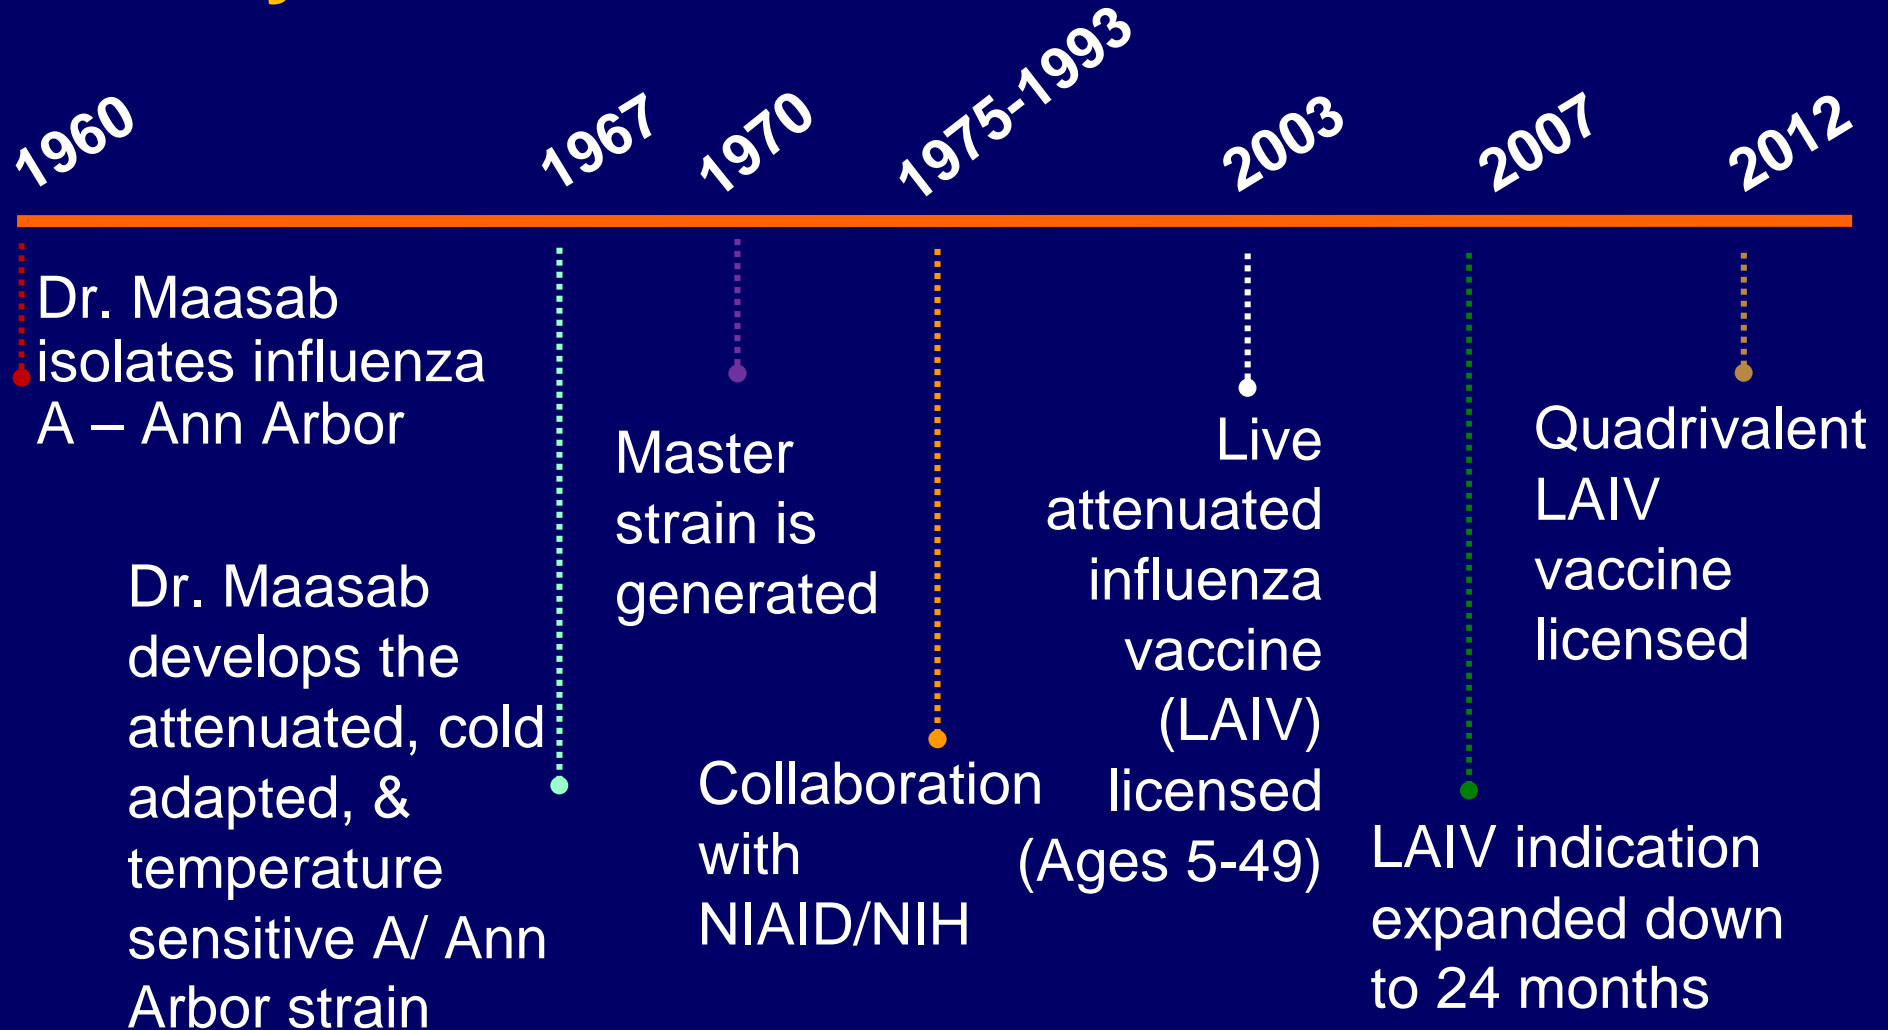 1960
1967
1970
1975-1993
2003
2007
2012
Dr. Maasab
isolates influenza
A – Ann Arbor
Dr. Maasab
develops the
attenuated, cold
adapted, &
temperature
sensitive A/ Ann
Arbor strain
Master
strain is
generated
Collaboration
with
NIAID/NIH
Live
attenuated
influenza
vaccine
(LAIV)
licensed
(Ages 5-49)
LAIV indication
expanded down
to 24 months
Quadrivalent
LAIV
vaccine
licensed